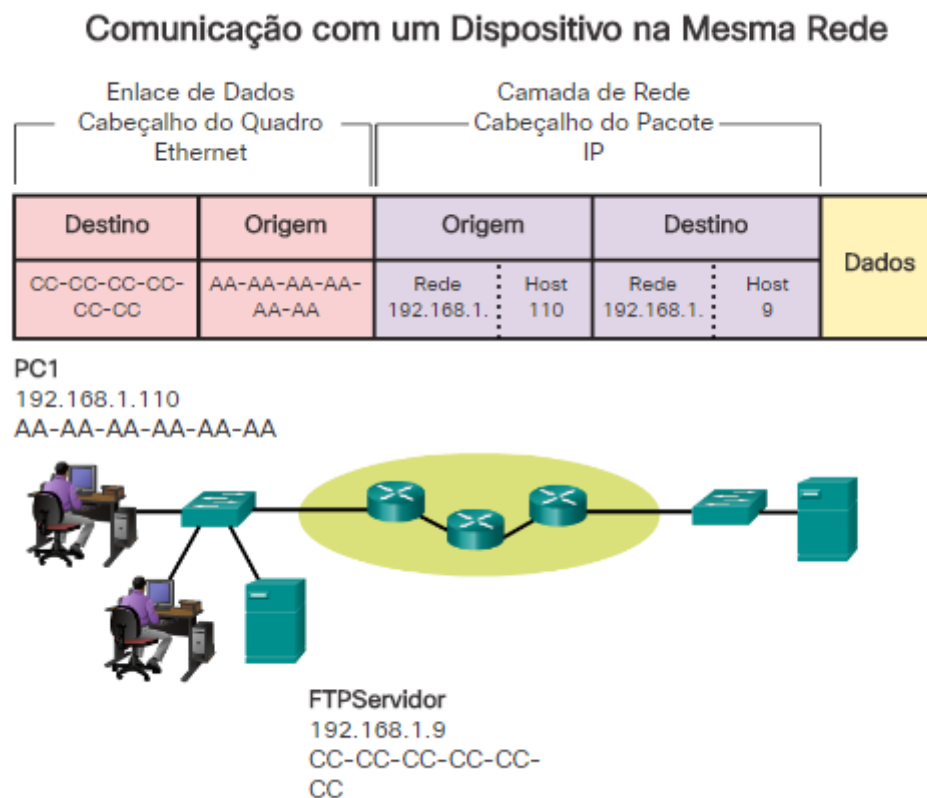 Comunicação com um Dispositivo na Mesma Rede
Enlace de Dados
Cabeçalho do Quadro
Ethernet
Camada de Rede
Cabeçalho do Pacote
IP
Destino
Origem
Origem
Destino
Dados
CC-CC-CC-CC-
CC-CC
AA-AA-AA-AA-
AA-AA
Rede
192.168.1.
Host
110
Rede
192.168.1.
Host
9
PC1
192.168.1.110
AA-AA-AA-AA-AA-AA
FTPServidor
192.168.1.9
CC-CC-CC-CC-CC-
CC